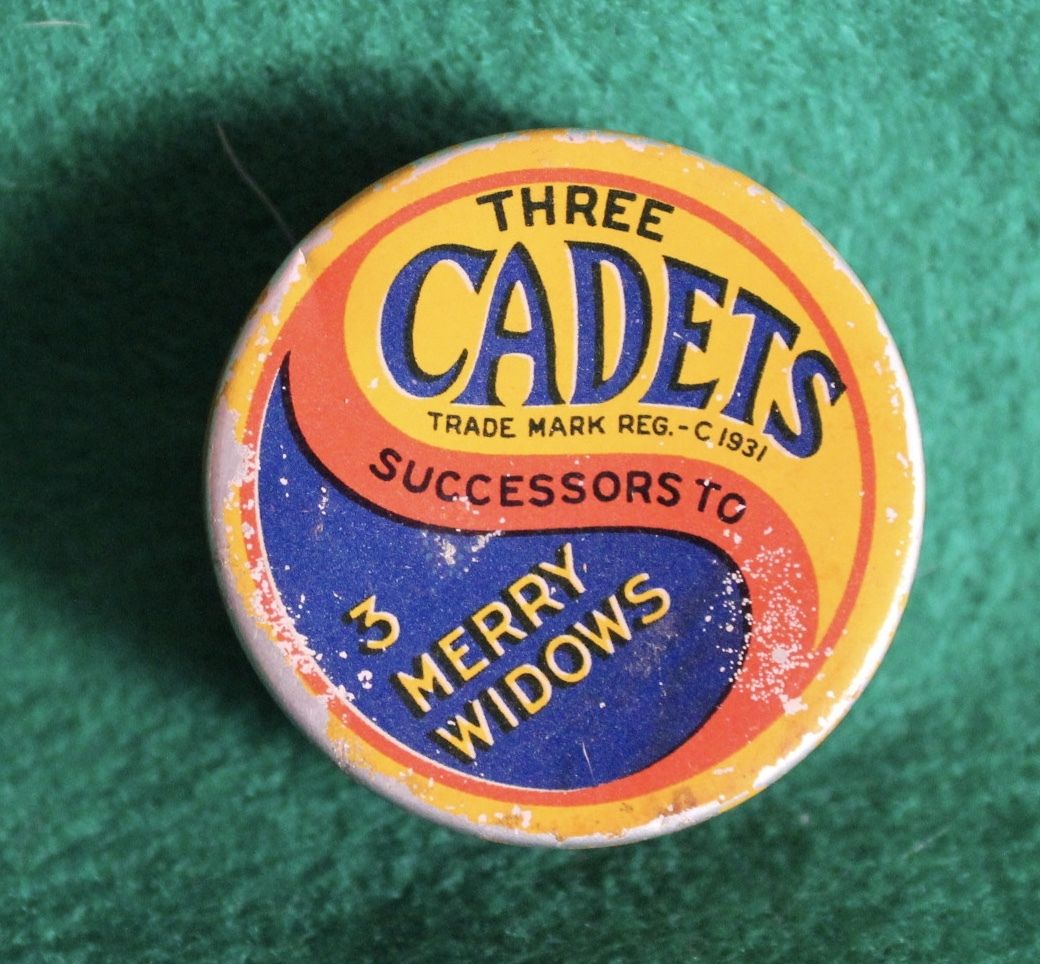 THREE
CADETS
TRADE MARK REG.-C 1931
SUCCESSORS TO
3
MERRY
WIDOWS